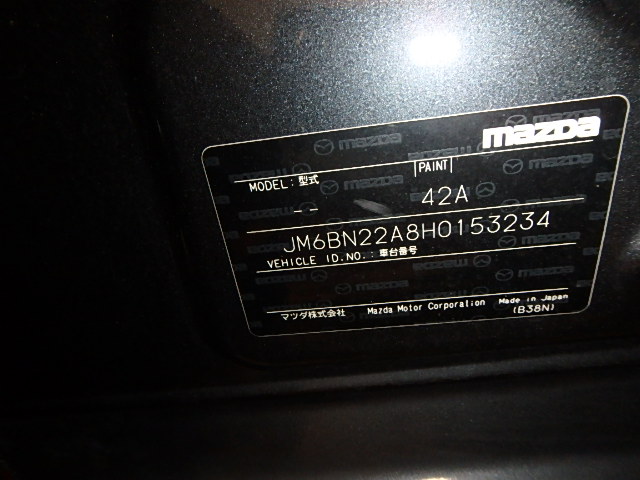 mazda
MODEL : 型式
PAINT
-- 42A
JM6BN22A8H0153234
VEHICLE ID.NO. : 車台番号
マツダ株式会社 Mazda Motor Corporation Made in Japan
(B38N)